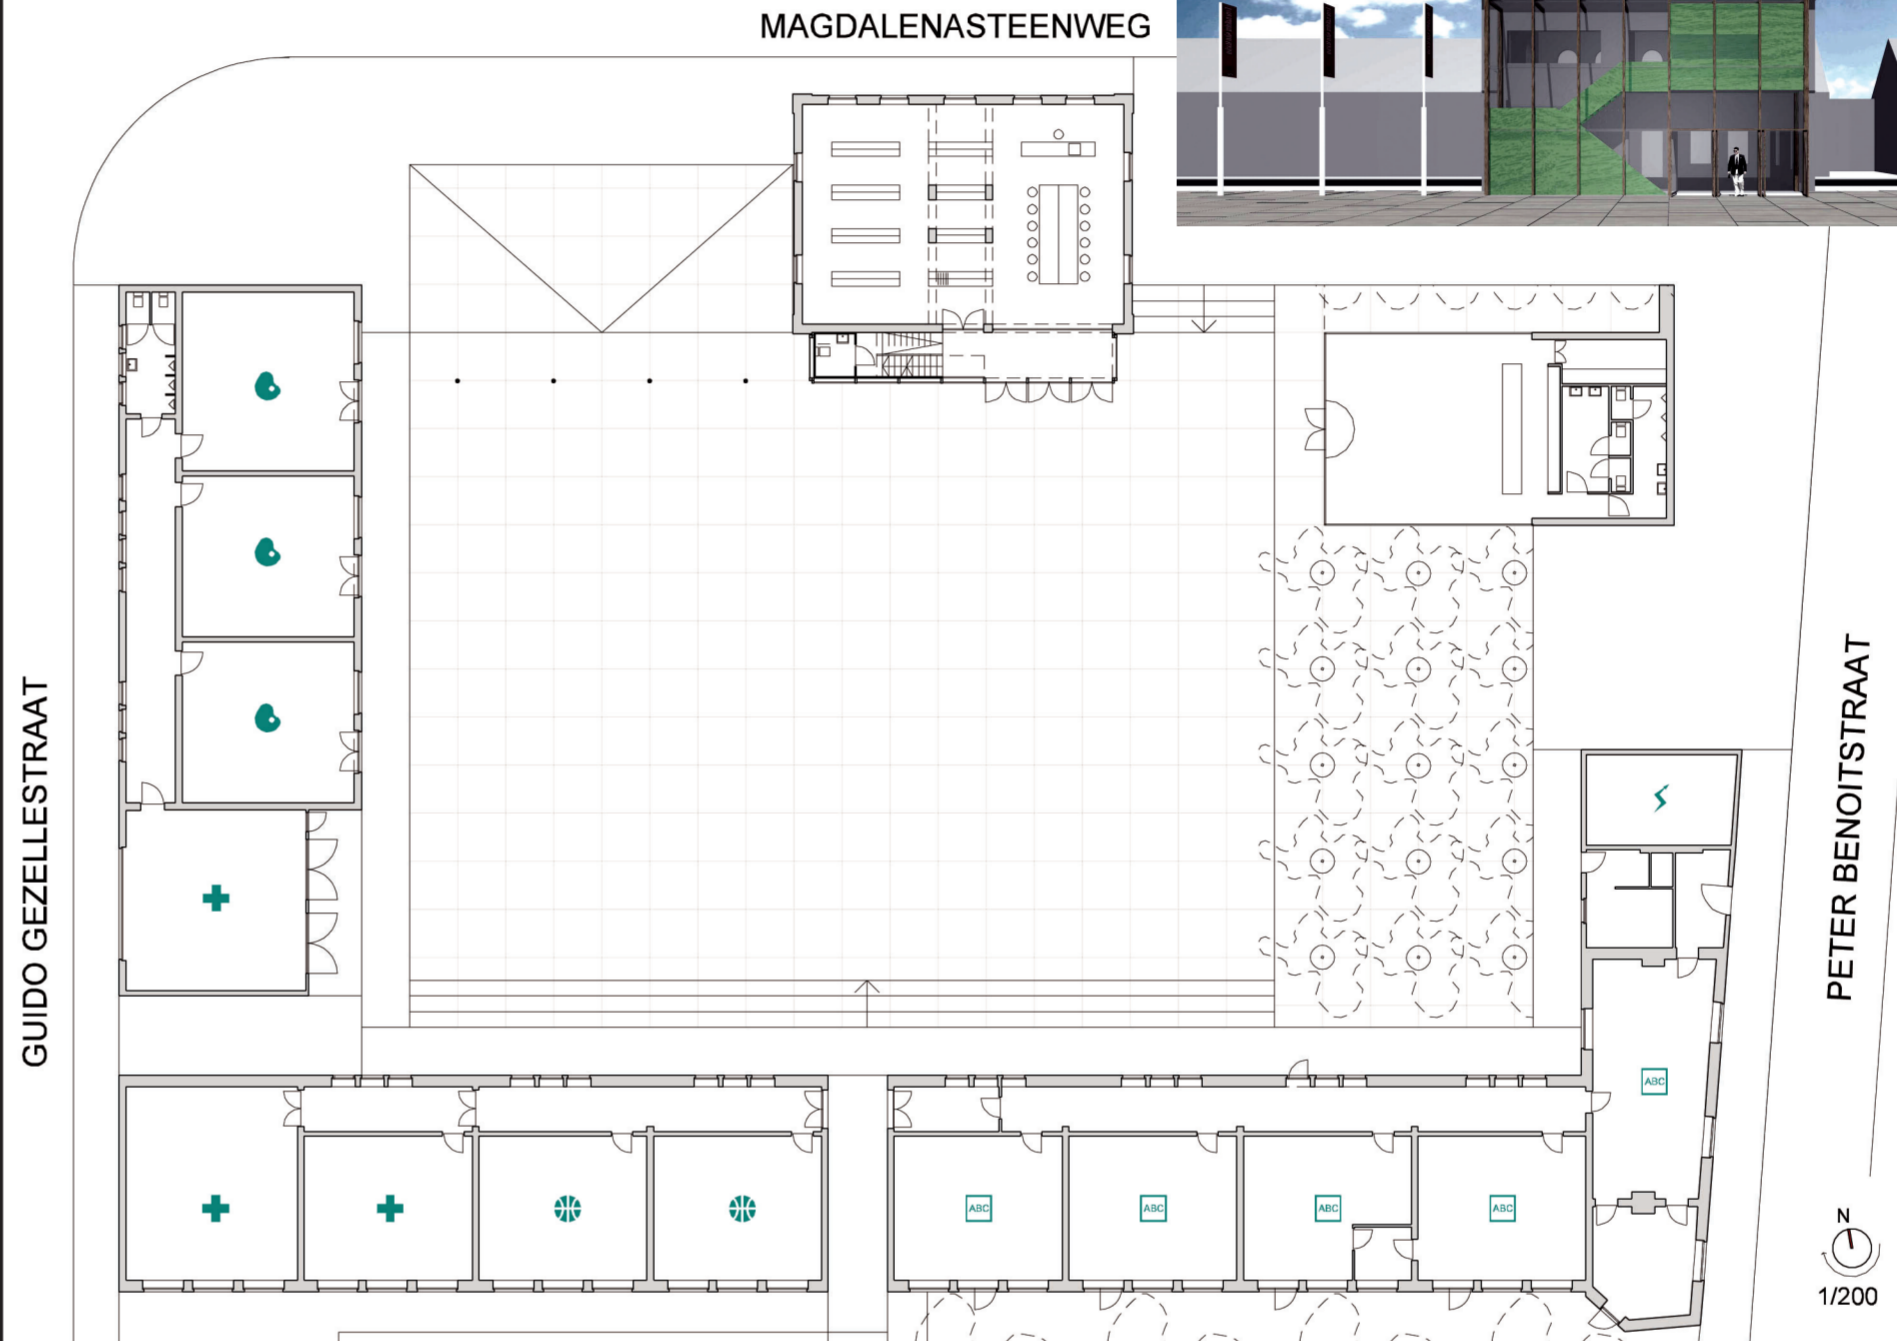 MAGDALENASTEENWEG
GUIDO GEZELLESTRAAT
PETER BENOITSTRAAT
ABC
ABC
ABC
ABC
ABC
N
1/200